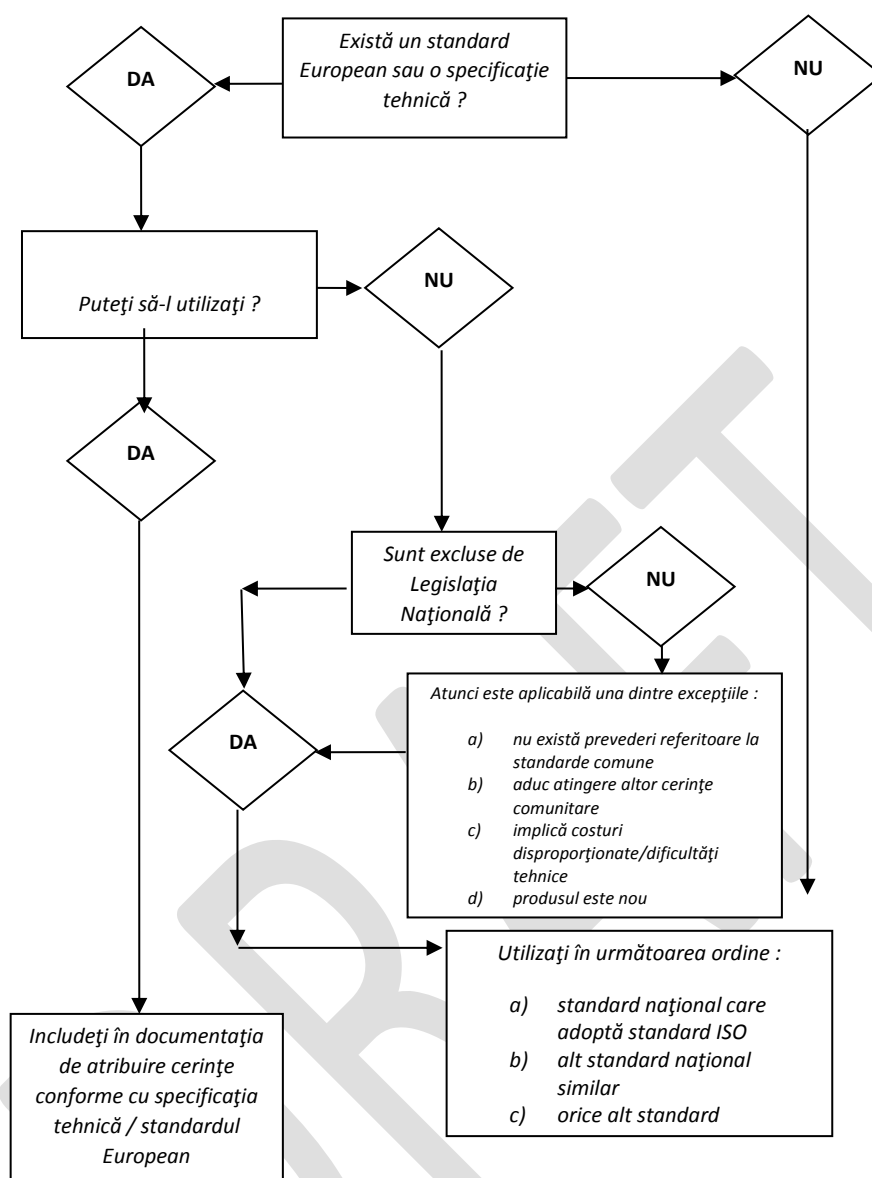 Există un standard
European sau o specificaţie
tehnică ?
DA
NU
Puteţi să-l utilizaţi ?
NU
DA
Sunt excluse de
Legislaţia
Naţională ?
NU
DA
Atunci este aplicabilă una dintre excepţiile :
a) nu există prevederi referitoare la
standarde comune
b) aduc atingere altor cerinţe
comunitare
c) implică costuri
disproporţionate/dificultăţi
tehnice
d) produsul este nou
Utilizaţi în următoarea ordine :
a) standard naţional care
adoptă standard ISO
b) alt standard naţional
similar
c) orice alt standard
Includeţi în documentaţia
de atribuire cerinţe
conforme cu specificaţia
tehnică / standardul
European
DRAFT